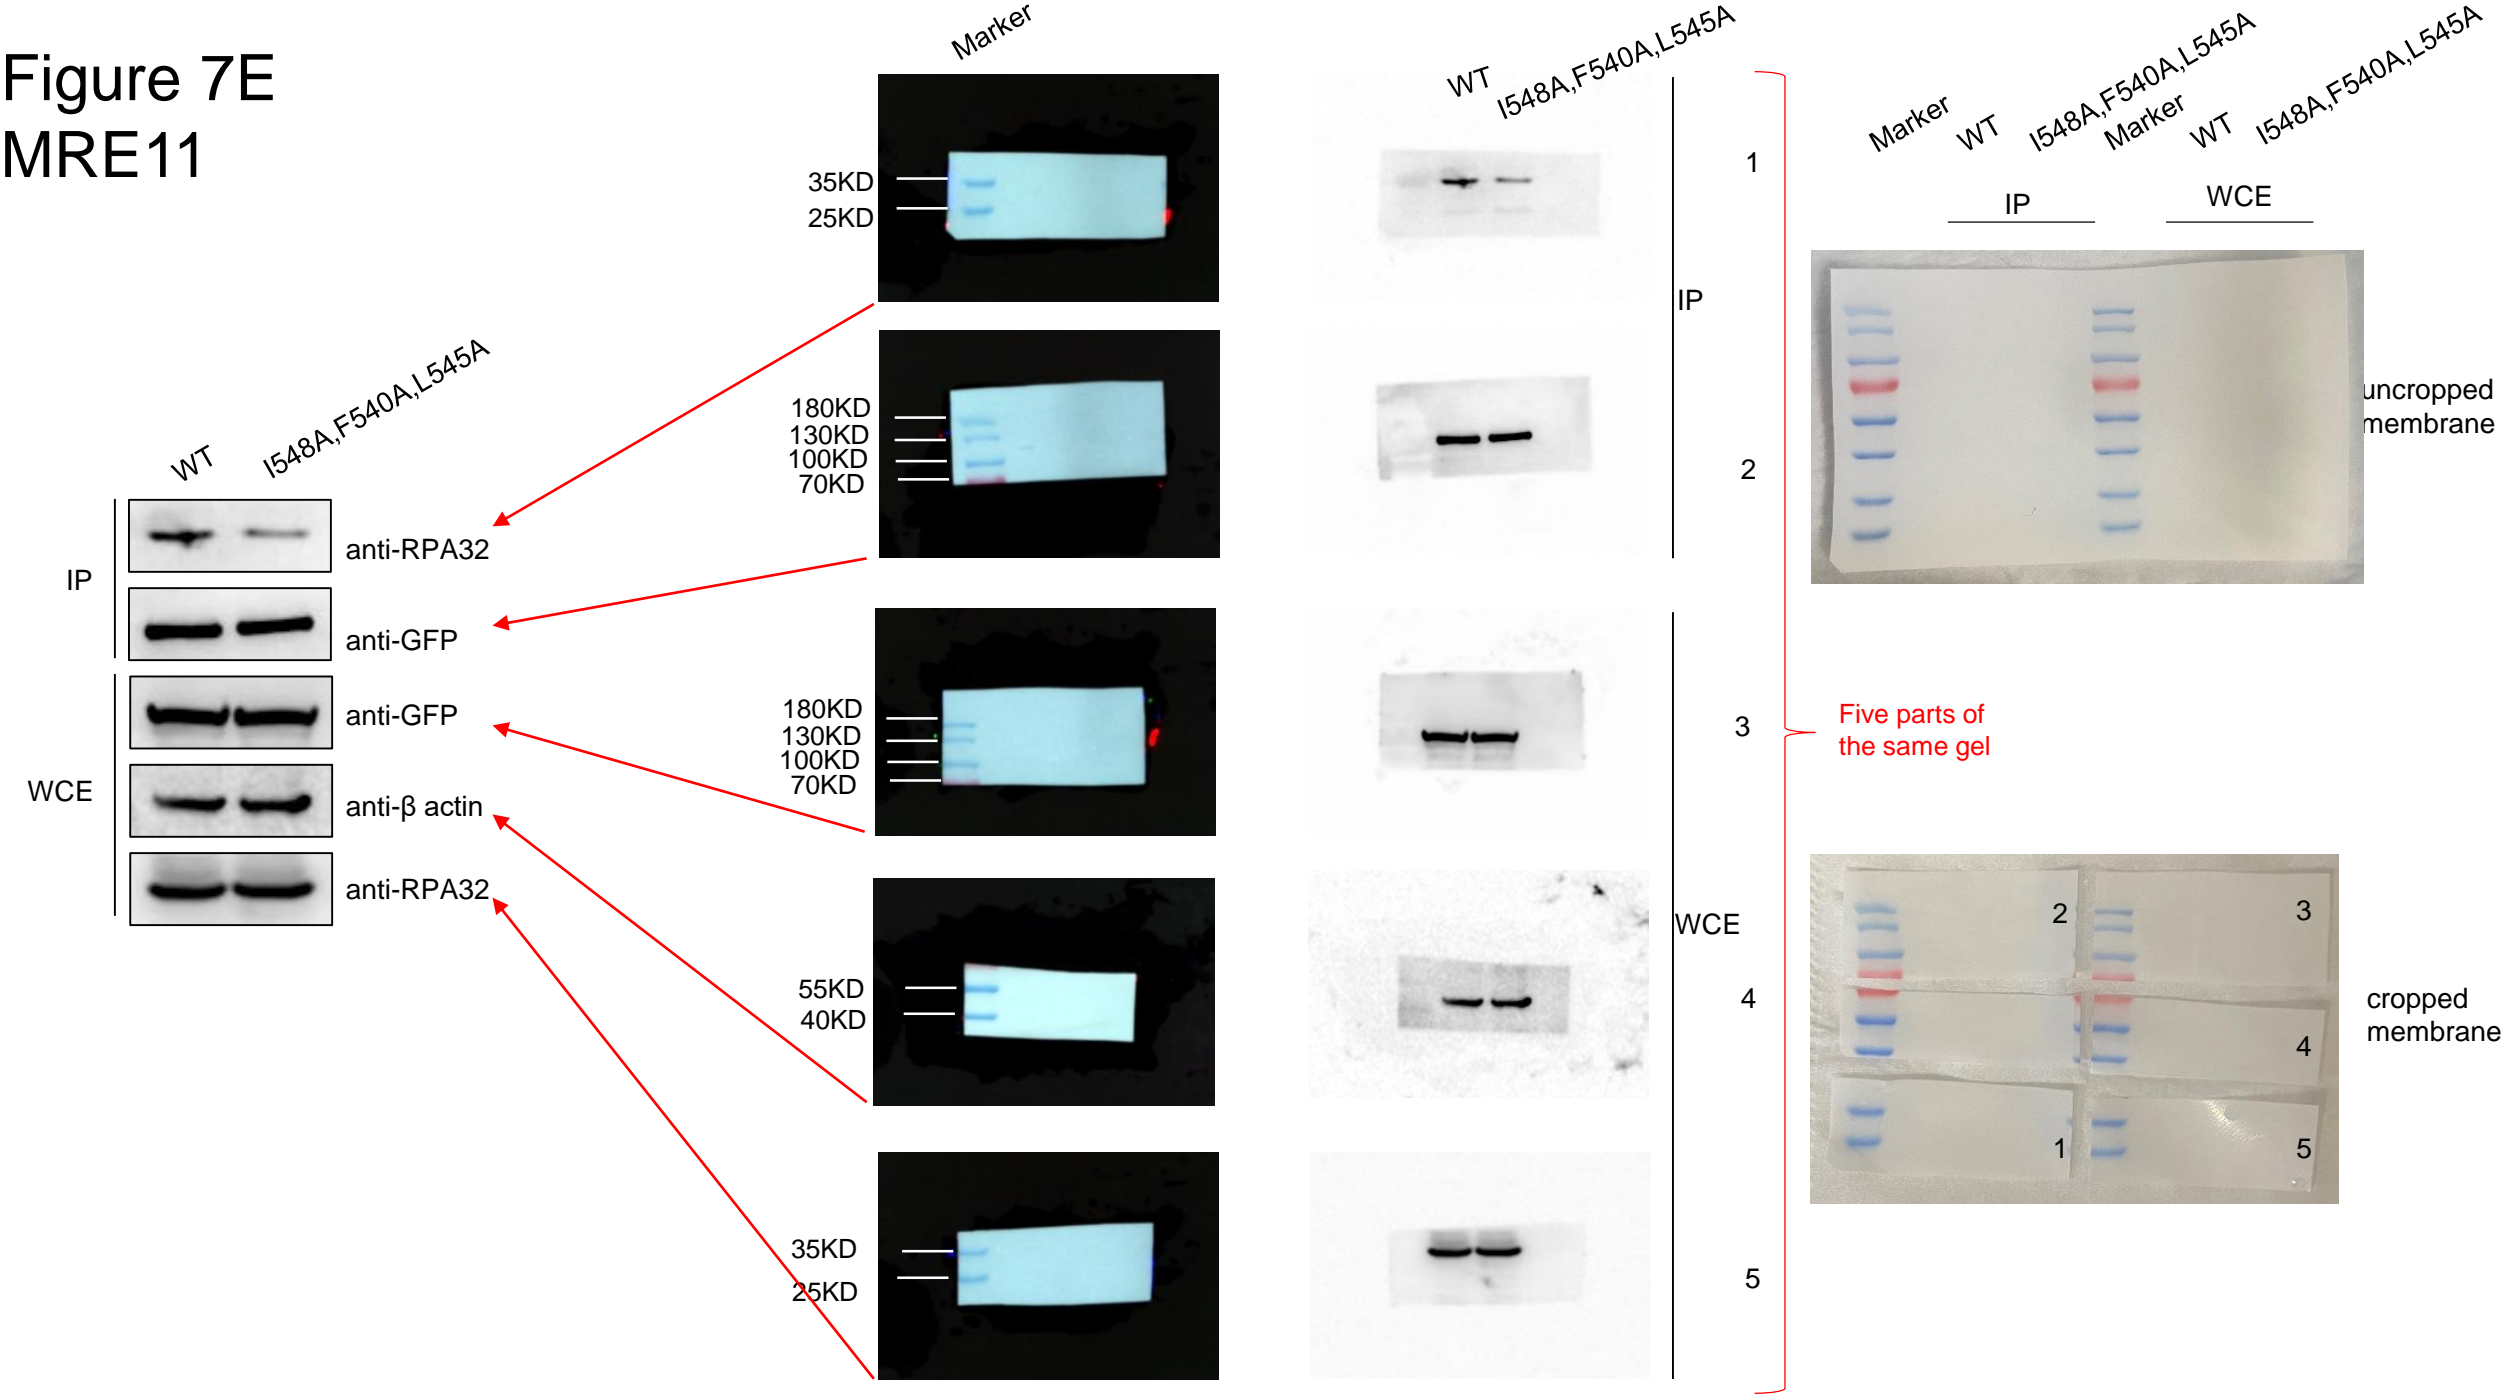 Figure 7E
MRE11
WT
I548A,F540A,L545A
IP
anti-RPA32
anti-GFP
WCE
anti-GFP
anti-β actin
anti-RPA32
Marker
35KD
25KD
180KD
130KD
100KD
70KD
180KD
130KD
100KD
70KD
55KD
40KD
35KD
25KD
WT
I548A,F540A,L545A
1
IP
2
3
WCE
4
5
Five parts of
the same gel
Marker
WT
I548A,F540A,L545A
Marker
WT
I548A,F540A,L545A
IP
WCE
uncropped
membrane
2
3
4
1
5
cropped
membrane